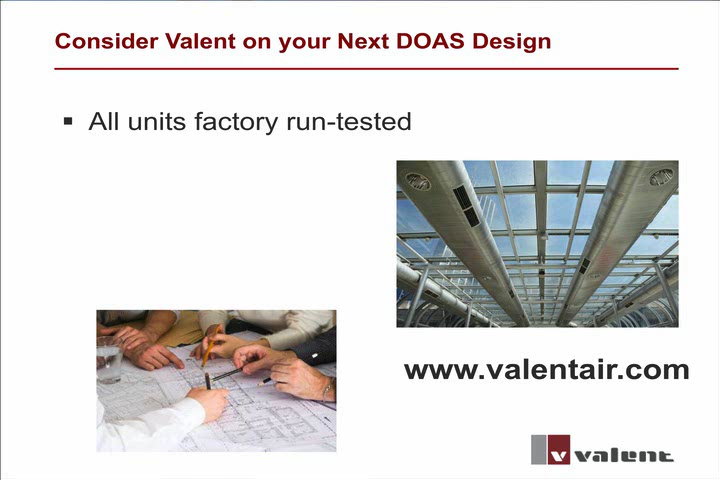 Consider Valent on your Next DOAS Design
▪ All units factory run-tested
www.valentair.com
v valent